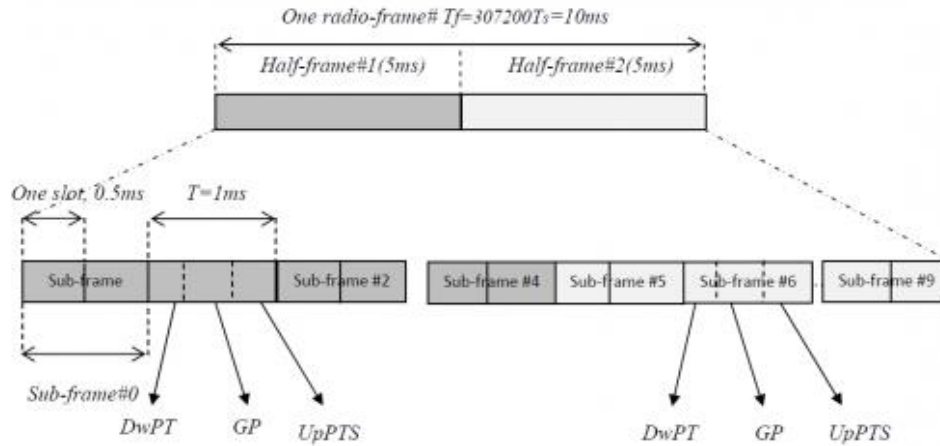 One radio-frame# Tf=307200Ts=10ms
Half-frame#1(5ms) Half-frame#2(5ms)
One slot, 0.5ms T=1ms
Sub-frame Sub-frame #2 Sub-frame #4 Sub-frame #5 Sub-frame #6 Sub-frame #9
Sub-frame#0
DwPT GP UpPTS DwPT GP UpPTS